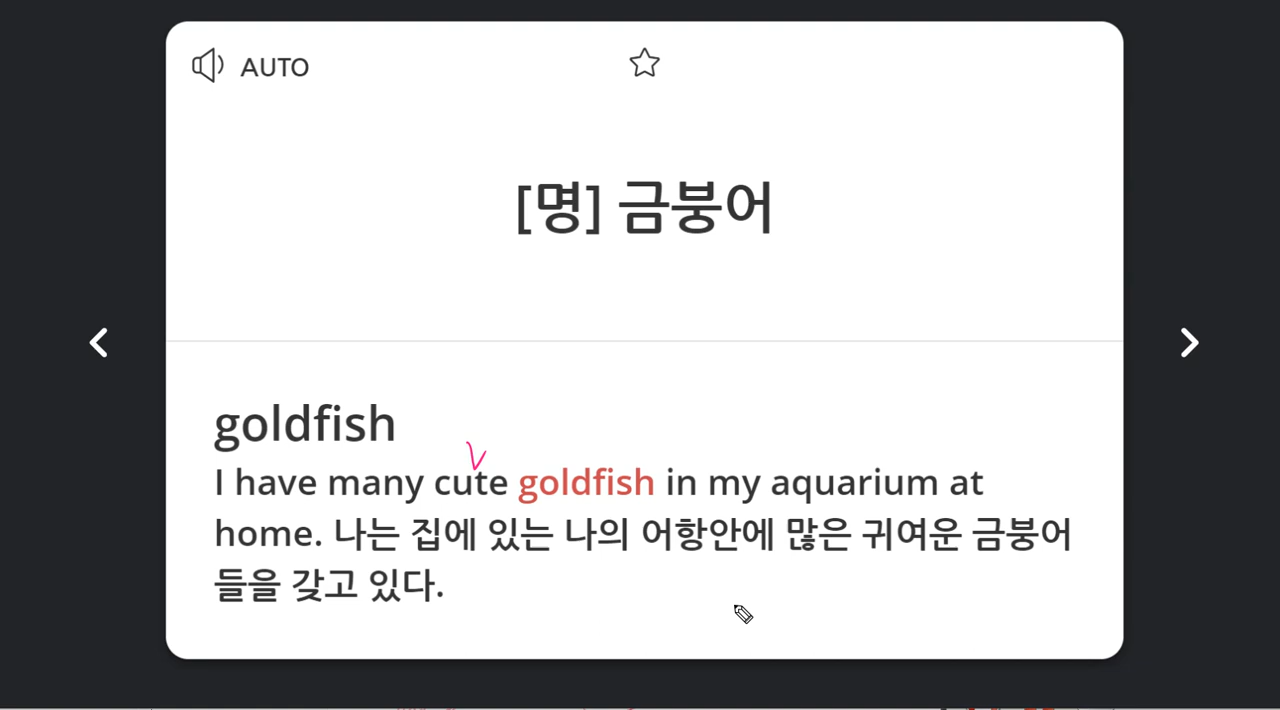 AUTO
[명] 금붕어
goldfish
I have many cute goldfish in my aquarium at
home. 나는 집에 있는 나의 어항안에 많은 귀여운 금붕어
들을 갖고 있다.